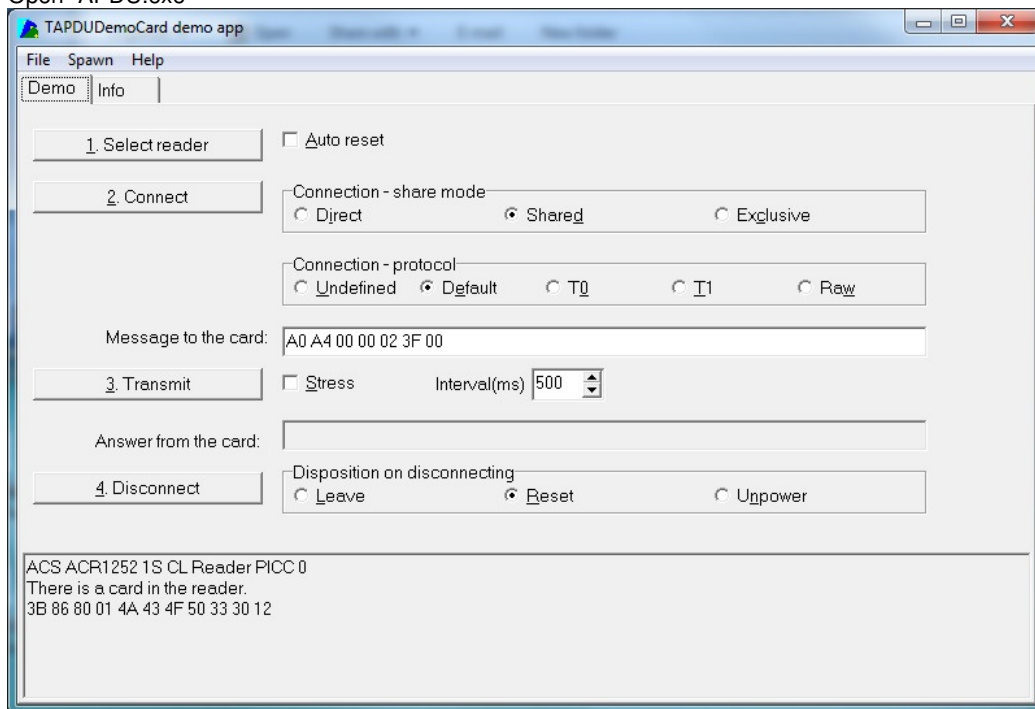 TAPDUDemoCard demo app
File Spawn Help
Demo Info
1. Select reader Auto reset
2. Connect
Connection - share mode
Direct Shared Exclusive
Connection - protocol
Undefined Default T0 T1 Raw
Message to the card: A0 A4 00 00 02 3F 00
3. Transmit Stress Interval(ms) 500
Answer from the card:
4. Disconnect
Disposition on disconnecting
Leave Reset Unpower
ACS ACR1252 1S CL Reader PICC 0
There is a card in the reader.
3B 86 80 01 4A 43 4F 50 33 30 12